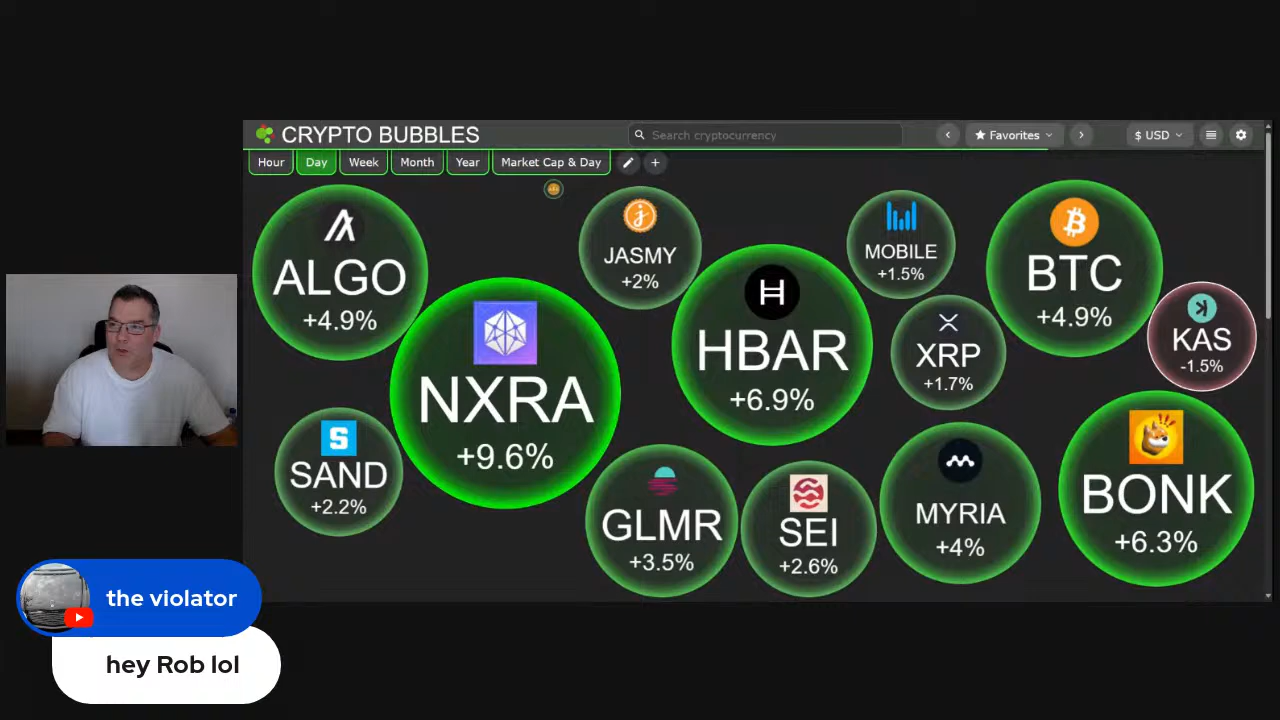 CRYPTO BUBBLES
Search cryptocurrency
Favorites
$ USD
Hour
Day
Week
Month
Year
Market Cap & Day
ALGO
+4.9%
NXRA
+9.6%
SAND
+2.2%
JASMY
+2%
HBAR
+6.9%
GLMR
+3.5%
SEI
+2.6%
MOBILE
+1.5%
XRP
+1.7%
MYRIA
+4%
BTC
+4.9%
KAS
-1.5%
BONK
+6.3%
the violator
hey Rob lol